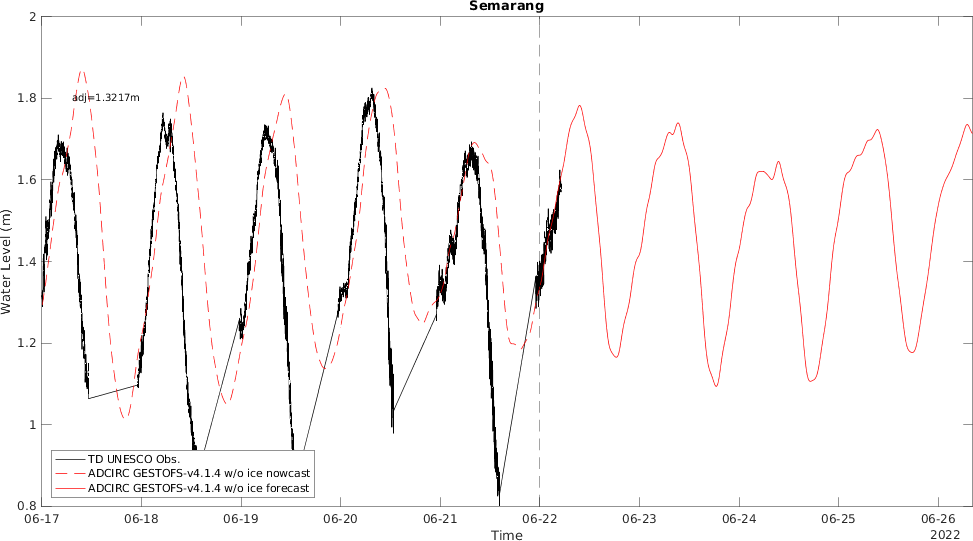 Semarang
2
1.8
1.6
1.4
1.2
1
0.8
Water Level (m)
adj=1.3217m
TD UNESCO Obs.
ADCIRC GESTOFS-v4.1.4 w/o ice nowcast
ADCIRC GESTOFS-v4.1.4 w/o ice forecast
06-17 06-18 06-19 06-20 06-21 06-22 06-23 06-24 06-25 06-26
Time
2022